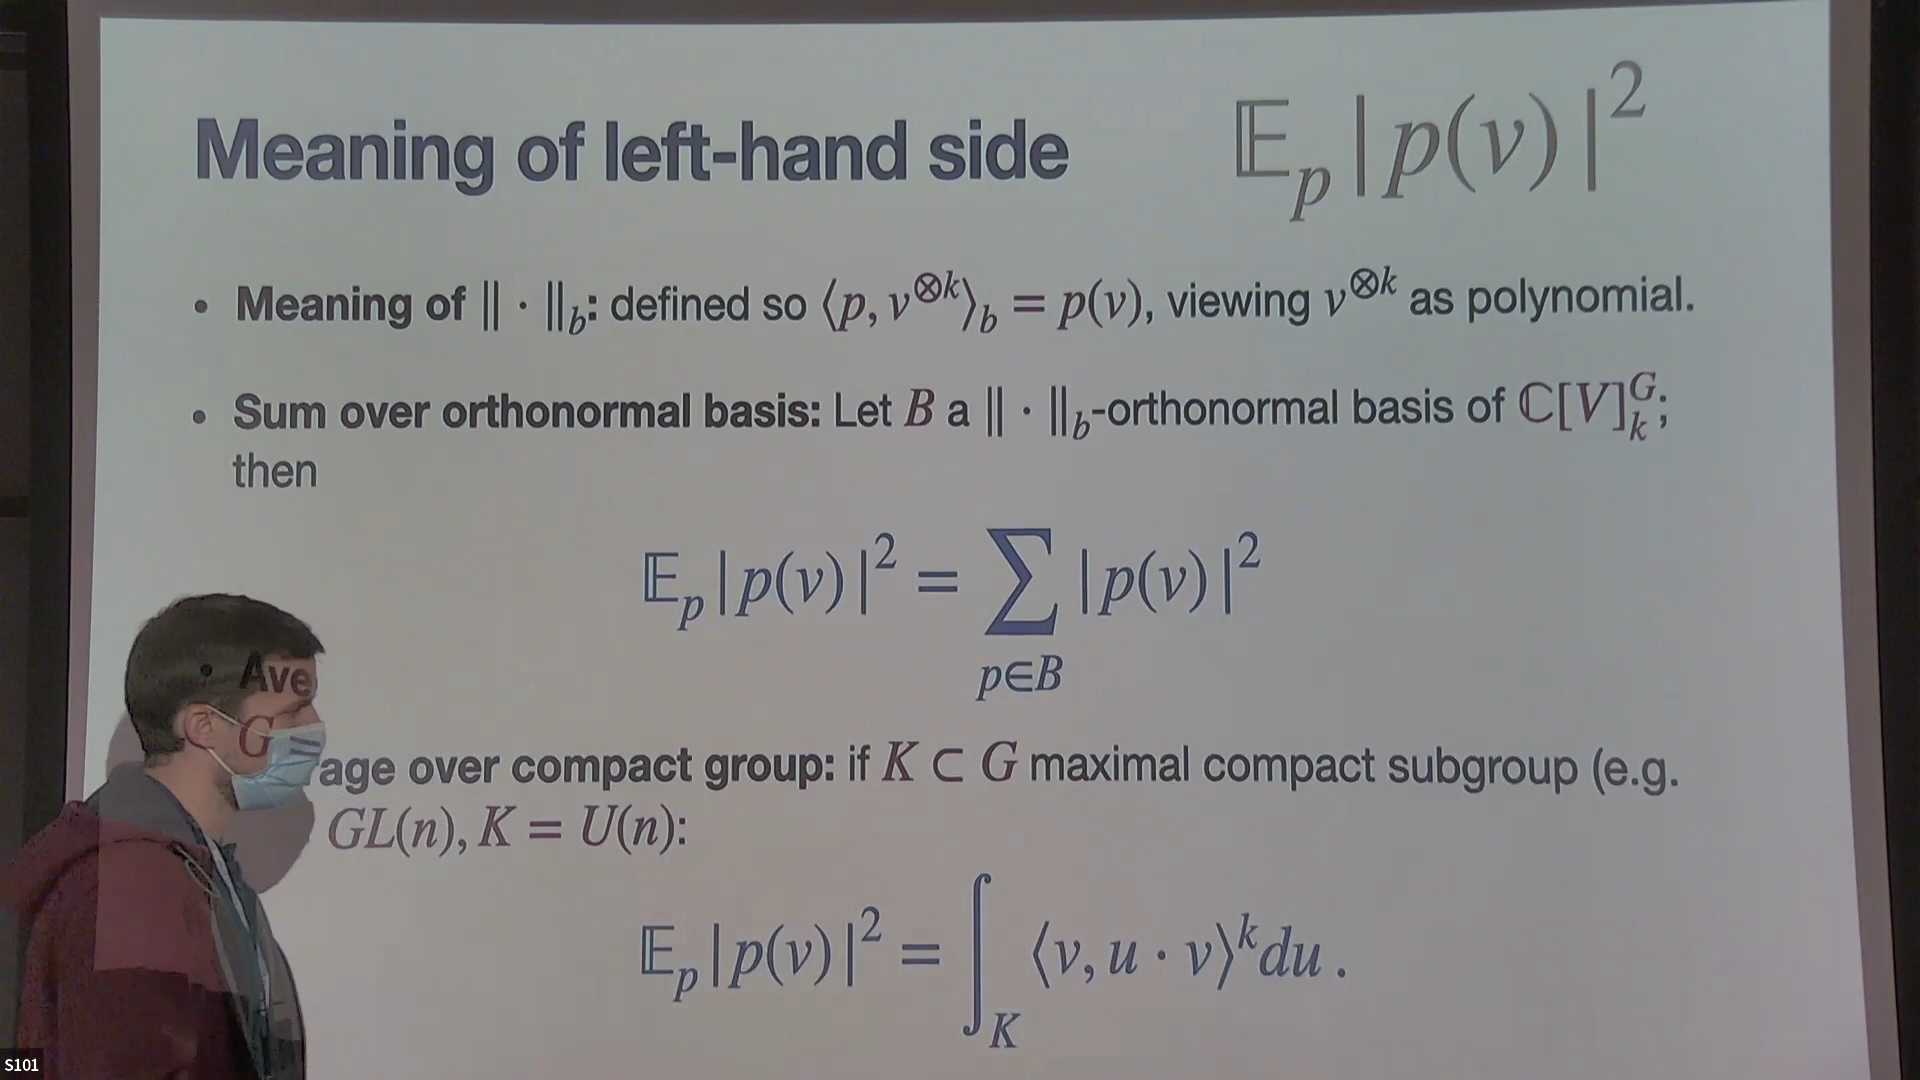 Meaning of left-hand side
𝔼_p |p(v)|^2
• Meaning of ‖ · ‖_b: defined so ⟨p, v^{⊗k}⟩_b = p(v), viewing v^{⊗k} as polynomial.
• Sum over orthonormal basis: Let B a ‖ · ‖_b-orthonormal basis of ℂ[V]_k^G;
then
𝔼_p |p(v)|^2 = ∑_{p∈B} |p(v)|^2
• Average over compact group: if K ⊂ G maximal compact subgroup (e.g.
G = GL(n), K = U(n):
𝔼_p |p(v)|^2 = ∫_K ⟨v, u · v⟩^k du .
S101